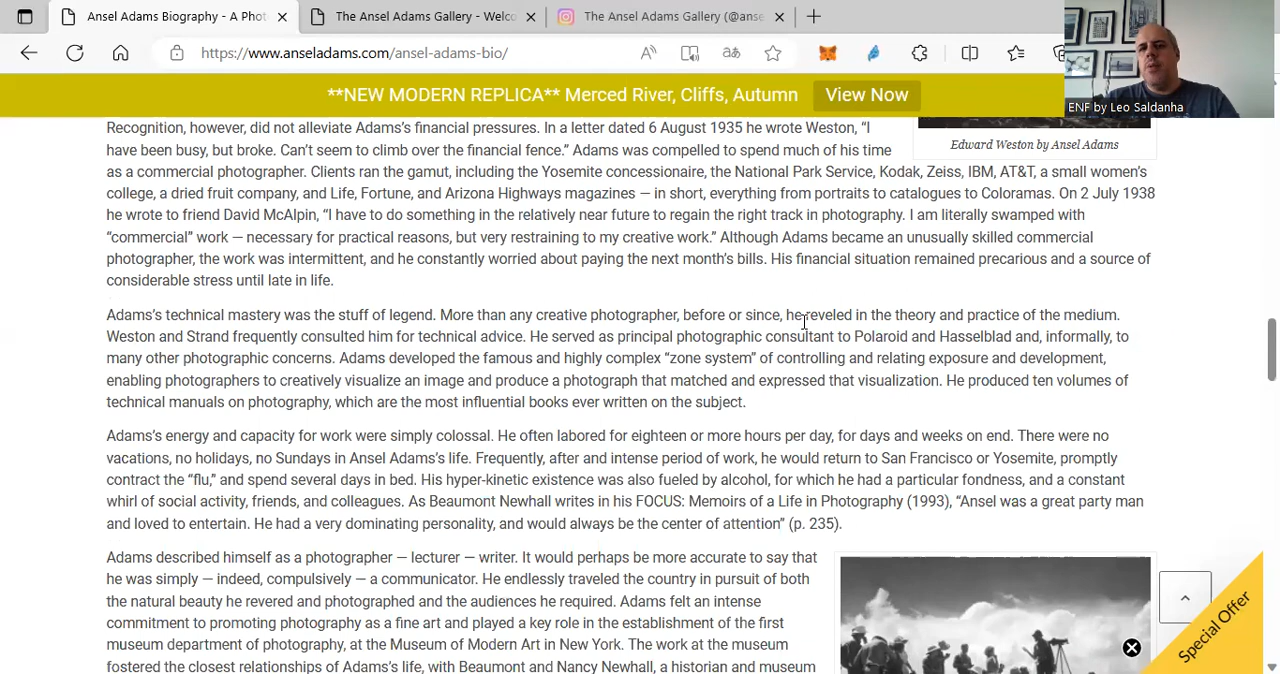 Ansel Adams Biography - A Phot
The Ansel Adams Gallery - Welco
The Ansel Adams Gallery (@anse
https://www.anseladams.com/ansel-adams-bio/
ENF by Leo Saldanha
**NEW MODERN REPLICA** Merced River, Cliffs, Autumn
View Now
Edward Weston by Ansel Adams
Recognition, however, did not alleviate Adams's financial pressures. In a letter dated 6 August 1935 he wrote Weston, “I
have been busy, but broke. Can't seem to climb over the financial fence.” Adams was compelled to spend much of his time
as a commercial photographer. Clients ran the gamut, including the Yosemite concessionaire, the National Park Service, Kodak, Zeiss, IBM, AT&T, a small women's
college, a dried fruit company, and Life, Fortune, and Arizona Highways magazines — in short, everything from portraits to catalogues to Coloramas. On 2 July 1938
he wrote to friend David McAlpin, “I have to do something in the relatively near future to regain the right track in photography. I am literally swamped with
“commercial” work — necessary for practical reasons, but very restraining to my creative work.” Although Adams became an unusually skilled commercial
photographer, the work was intermittent, and he constantly worried about paying the next month's bills. His financial situation remained precarious and a source of
considerable stress until late in life.
Adams's technical mastery was the stuff of legend. More than any creative photographer, before or since, he reveled in the theory and practice of the medium.
Weston and Strand frequently consulted him for technical advice. He served as principal photographic consultant to Polaroid and Hasselblad and, informally, to
many other photographic concerns. Adams developed the famous and highly complex “zone system” of controlling and relating exposure and development,
enabling photographers to creatively visualize an image and produce a photograph that matched and expressed that visualization. He produced ten volumes of
technical manuals on photography, which are the most influential books ever written on the subject.
Adams's energy and capacity for work were simply colossal. He often labored for eighteen or more hours per day, for days and weeks on end. There were no
vacations, no holidays, no Sundays in Ansel Adams's life. Frequently, after and intense period of work, he would return to San Francisco or Yosemite, promptly
contract the “flu,” and spend several days in bed. His hyper-kinetic existence was also fueled by alcohol, for which he had a particular fondness, and a constant
whirl of social activity, friends, and colleagues. As Beaumont Newhall writes in his FOCUS: Memoirs of a Life in Photography (1993), “Ansel was a great party man
and loved to entertain. He had a very dominating personality, and would always be the center of attention” (p. 235).
Adams described himself as a photographer — lecturer — writer. It would perhaps be more accurate to say that
he was simply — indeed, compulsively — a communicator. He endlessly traveled the country in pursuit of both
the natural beauty he revered and photographed and the audiences he required. Adams felt an intense
commitment to promoting photography as a fine art and played a key role in the establishment of the first
museum department of photography, at the Museum of Modern Art in New York. The work at the museum
fostered the closest relationships of Adams's life, with Beaumont and Nancy Newhall, a historian and museum
Special Offer